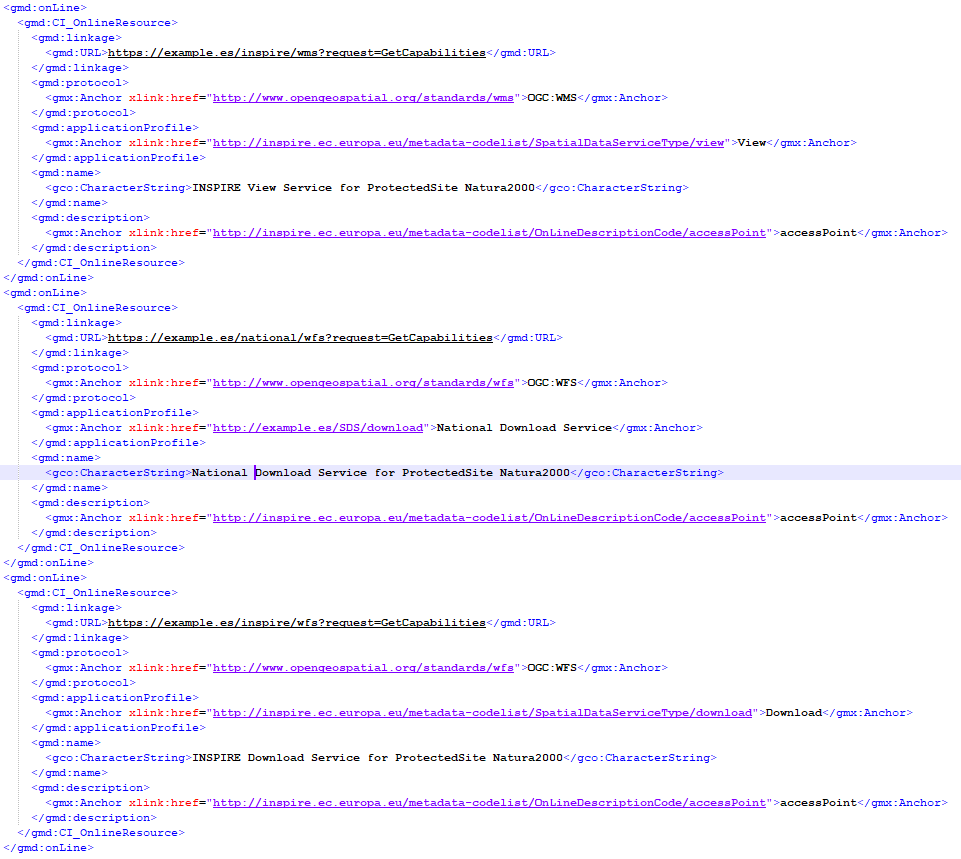 <gmd:onLine>
<gmd:CI_OnlineResource>
<gmd:linkage>
<gmd:URL>https://example.es/inspire/wms?request=GetCapabilities</gmd:URL>
</gmd:linkage>
<gmd:protocol>
<gmx:Anchor xlink:href="http://www.opengeospatial.org/standards/wms">OGC:WMS</gmx:Anchor>
</gmd:protocol>
<gmd:applicationProfile>
<gmx:Anchor xlink:href="http://inspire.ec.europa.eu/metadata-codelist/SpatialDataServiceType/view">View</gmx:Anchor>
</gmd:applicationProfile>
<gmd:name>
<gco:CharacterString>INSPIRE View Service for ProtectedSite Natura2000</gco:CharacterString>
</gmd:name>
<gmd:description>
<gmx:Anchor xlink:href="http://inspire.ec.europa.eu/metadata-codelist/OnLineDescriptionCode/accessPoint">accessPoint</gmx:Anchor>
</gmd:description>
</gmd:CI_OnlineResource>
</gmd:onLine>
<gmd:onLine>
<gmd:CI_OnlineResource>
<gmd:linkage>
<gmd:URL>https://example.es/national/wfs?request=GetCapabilities</gmd:URL>
</gmd:linkage>
<gmd:protocol>
<gmx:Anchor xlink:href="http://www.opengeospatial.org/standards/wfs">OGC:WFS</gmx:Anchor>
</gmd:protocol>
<gmd:applicationProfile>
<gmx:Anchor xlink:href="http://example.es/SDS/download">National Download Service</gmx:Anchor>
</gmd:applicationProfile>
<gmd:name>
<gco:CharacterString>National Download Service for ProtectedSite Natura2000</gco:CharacterString>
</gmd:name>
<gmd:description>
<gmx:Anchor xlink:href="http://inspire.ec.europa.eu/metadata-codelist/OnLineDescriptionCode/accessPoint">accessPoint</gmx:Anchor>
</gmd:description>
</gmd:CI_OnlineResource>
</gmd:onLine>
<gmd:onLine>
<gmd:CI_OnlineResource>
<gmd:linkage>
<gmd:URL>https://example.es/inspire/wfs?request=GetCapabilities</gmd:URL>
</gmd:linkage>
<gmd:protocol>
<gmx:Anchor xlink:href="http://www.opengeospatial.org/standards/wfs">OGC:WFS</gmx:Anchor>
</gmd:protocol>
<gmd:applicationProfile>
<gmx:Anchor xlink:href="http://inspire.ec.europa.eu/metadata-codelist/SpatialDataServiceType/download">Download</gmx:Anchor>
</gmd:applicationProfile>
<gmd:name>
<gco:CharacterString>INSPIRE Download Service for ProtectedSite Natura2000</gco:CharacterString>
</gmd:name>
<gmd:description>
<gmx:Anchor xlink:href="http://inspire.ec.europa.eu/metadata-codelist/OnLineDescriptionCode/accessPoint">accessPoint</gmx:Anchor>
</gmd:description>
</gmd:CI_OnlineResource>
</gmd:onLine>